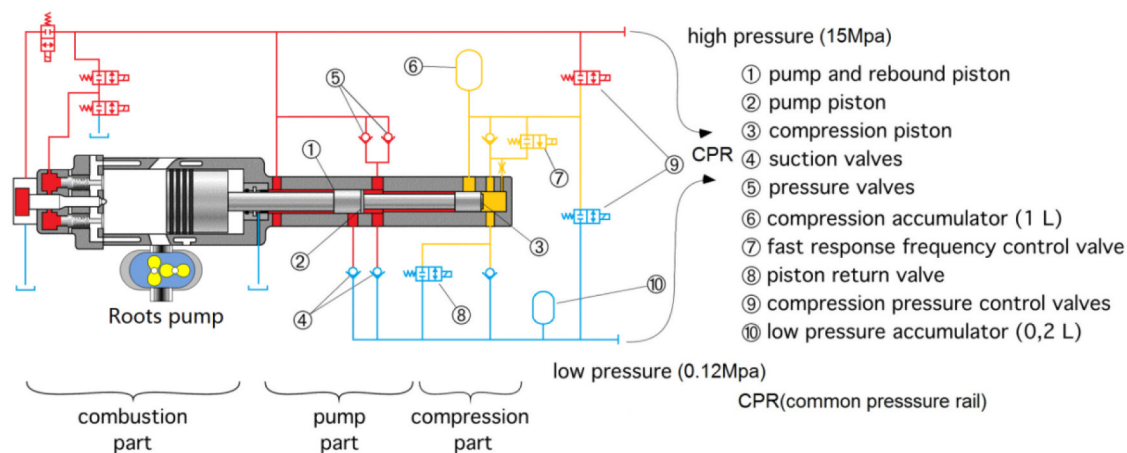 high pressure (15Mpa)
① pump and rebound piston
② pump piston
③ compression piston
④ suction valves
⑤ pressure valves
⑥ compression accumulator (1 L)
⑦ fast response frequency control valve
⑧ piston return valve
⑨ compression pressure control valves
⑩ low pressure accumulator (0,2 L)
CPR
⑥
⑤
①
⑦
⑨
②
③
④
⑧
⑩
Roots pump
low pressure (0.12Mpa)
CPR(common presssure rail)
combustion
part
pump
part
compression
part